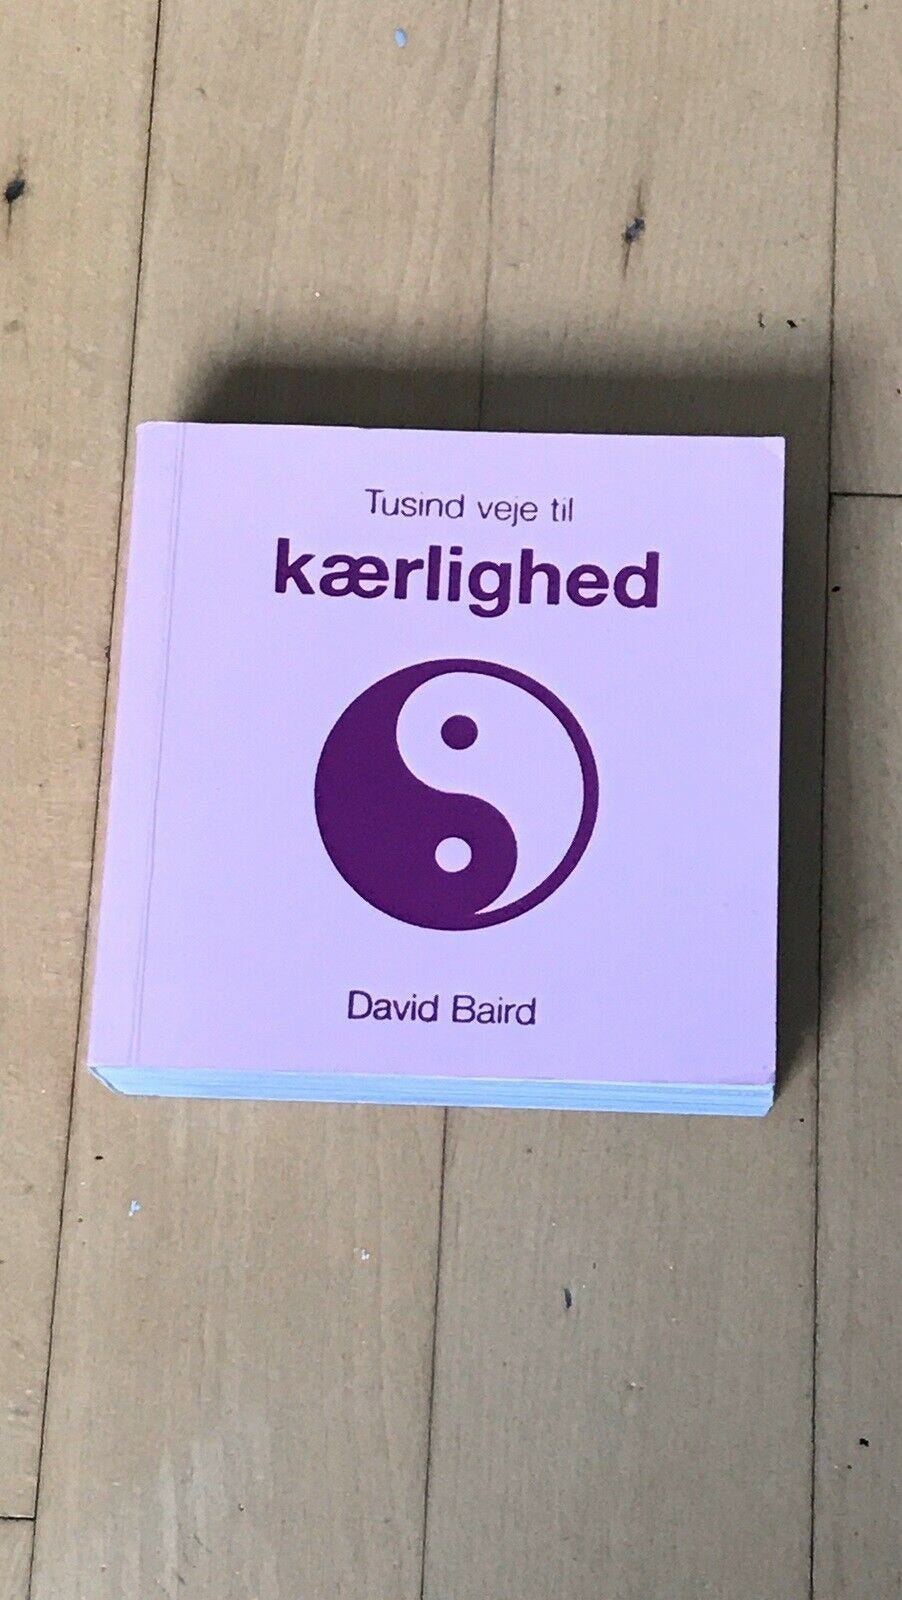 Tusind veje til
kærlighed
David Baird